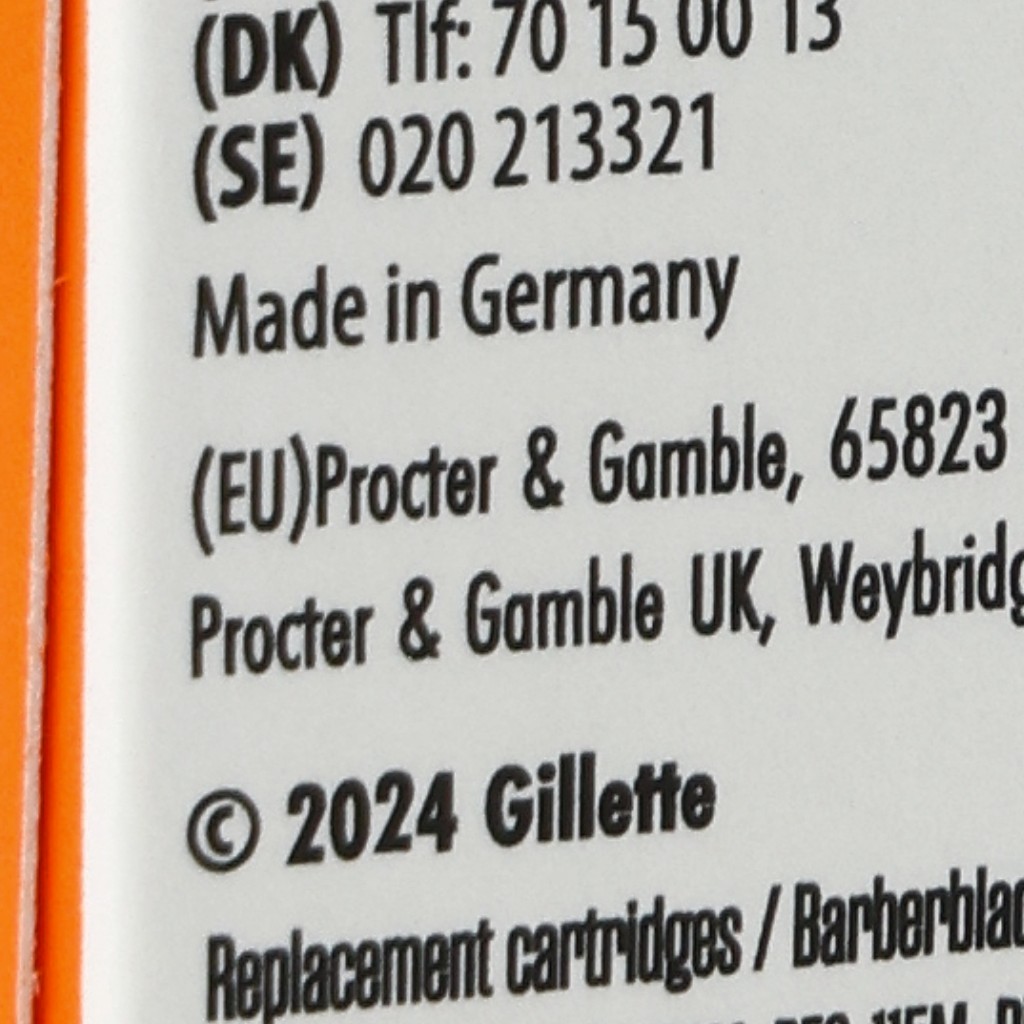 (DK) Tlf: 70 15 00 13
(SE) 020 213321
Made in Germany
(EU)Procter & Gamble, 65823
Procter & Gamble UK, Weybridg
© 2024 Gillette
Replacement cartridges / Barberblad